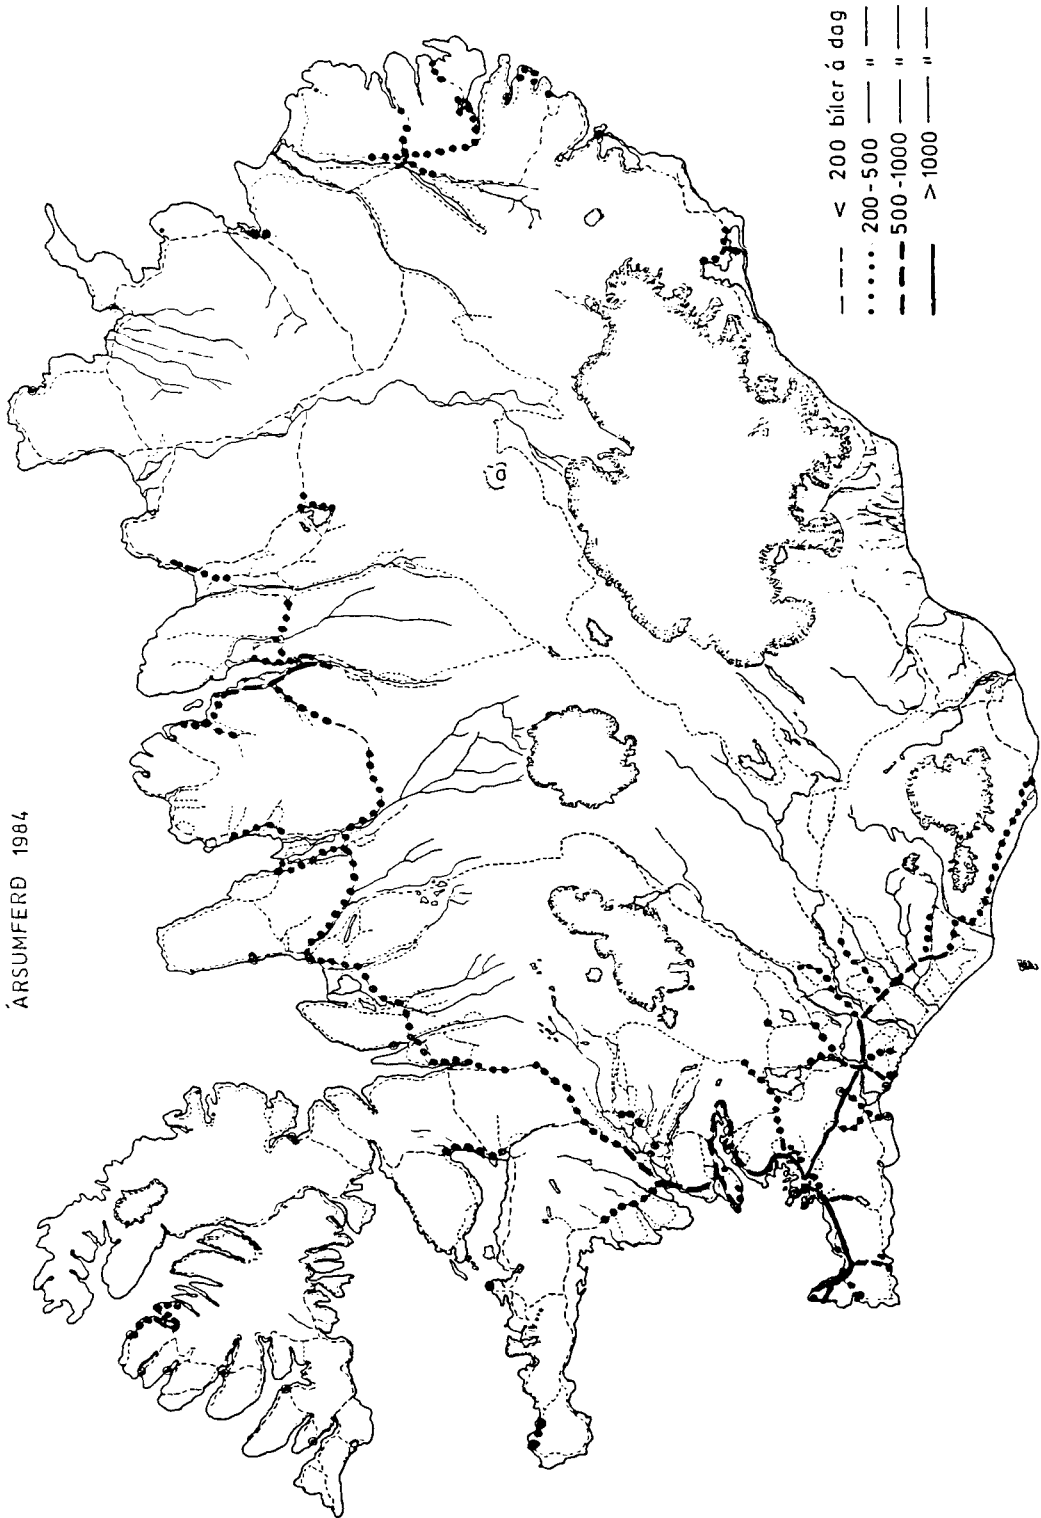 ÁRSUMFERÐ 1984
< 200 bílar á dag
200-500 — " —
500-1000 — " —
> 1000 — " —